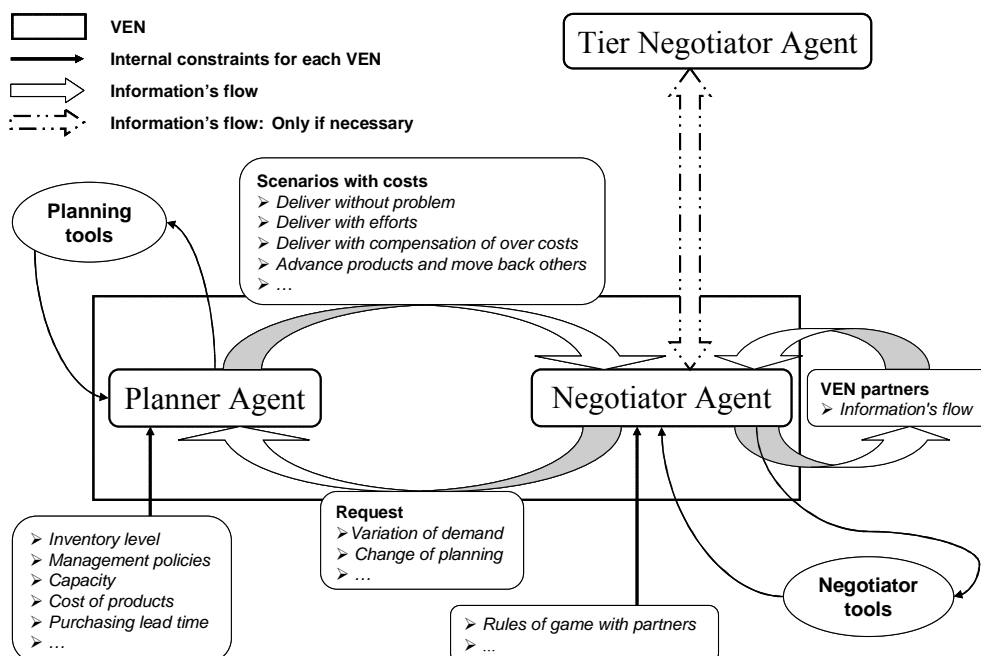 VEN
Internal constraints for each VEN
Information's flow
Information's flow: Only if necessary
Tier Negotiator Agent
Scenarios with costs
➢ Deliver without problem
➢ Deliver with efforts
➢ Deliver with compensation of over costs
➢ Advance products and move back others
➢ …
Planning
tools
Planner Agent
Negotiator Agent
VEN partners
➢ Information's flow
Request
➢ Variation of demand
➢ Change of planning
➢ …
➢ Inventory level
➢ Management policies
➢ Capacity
➢ Cost of products
➢ Purchasing lead time
➢ …
Negotiator
tools
➢ Rules of game with partners
➢ ...